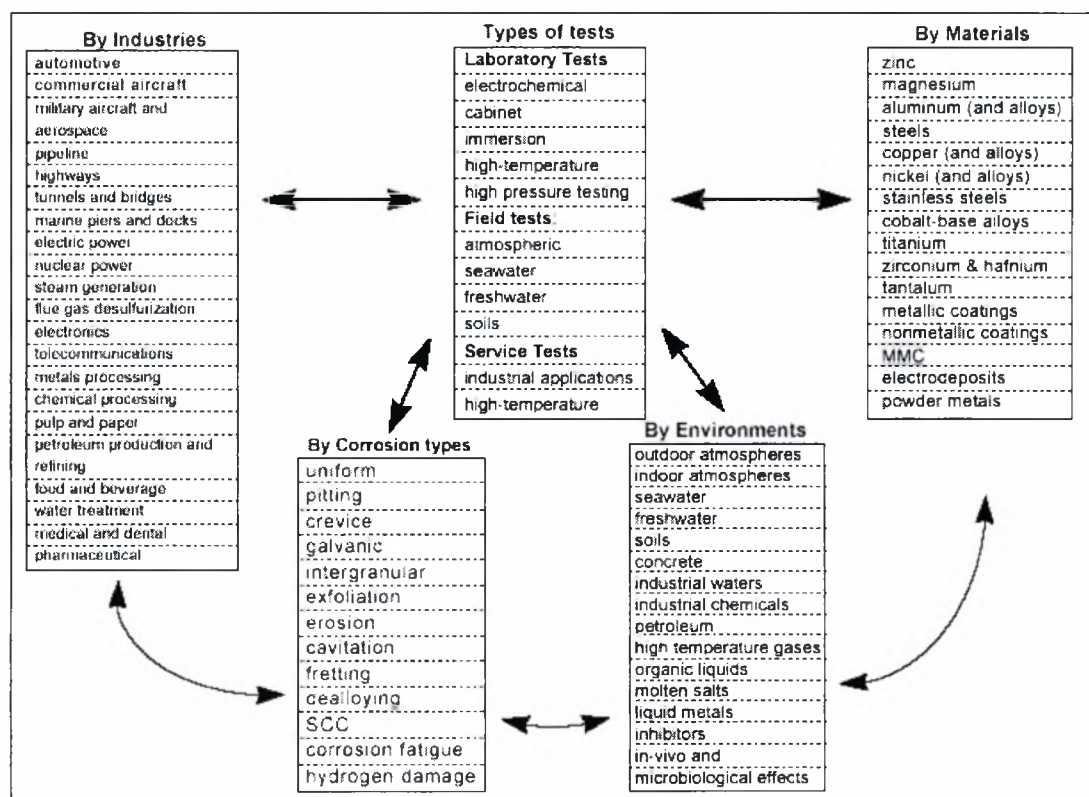 By Industries
automotive
commercial aircraft
military aircraft and
aerospace
pipeline
highways
tunnels and bridges
marine piers and docks
electric power
nuclear power
steam generation
flue gas desulfurization
electronics
telecommunications
metals processing
chemical processing
pulp and paper
petroleum production and
refining
food and beverage
water treatment
medical and dental
pharmaceutical
Types of tests
Laboratory Tests
electrochemical
cabinet
immersion
high-temperature
high pressure testing
Field tests
atmospheric
seawater
freshwater
soils
Service Tests
industrial applications
high-temperature
By Materials
zinc
magnesium
aluminum (and alloys)
steels
copper (and alloys)
nickel (and alloys)
stainless steels
cobalt-base alloys
titanium
zirconium & hafnium
tantalum
metallic coatings
nonmetallic coatings
MMC
electrodeposits
powder metals
By Corrosion types
uniform
pitting
crevice
galvanic
intergranular
exfoliation
erosion
cavitation
fretting
dealloying
SCC
corrosion fatigue
hydrogen damage
By Environments
outdoor atmospheres
indoor atmospheres
seawater
freshwater
soils
concrete
industrial waters
industrial chemicals
petroleum
high temperature gases
organic liquids
molten salts
liquid metals
inhibitors
in-vivo and
microbiological effects